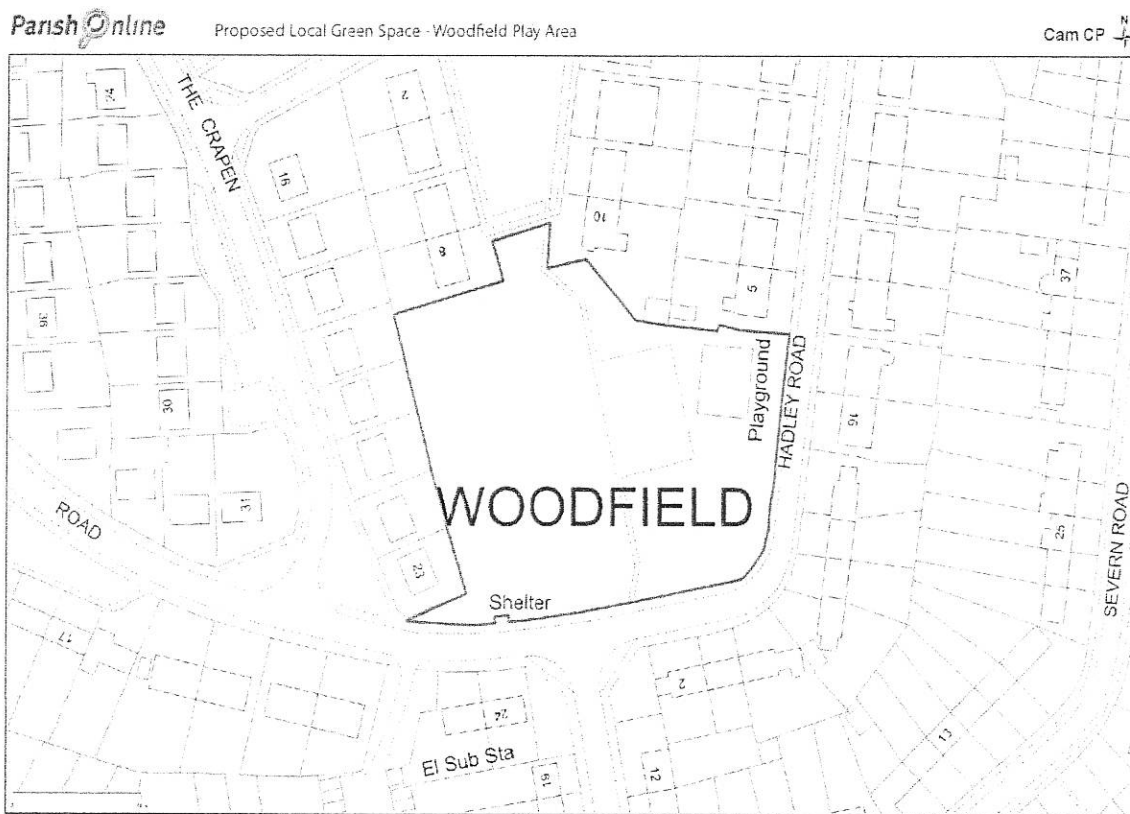 Parish Online
Proposed Local Green Space - Woodfield Play Area
Cam CP
N
24
THE CRAPEN
2
16
10
8
37
36
5
30
Playground
HADLEY ROAD
16
WOODFIELD
31
ROAD
25
SEVERN ROAD
23
Shelter
17
2
24
13
El Sub Sta
19
12